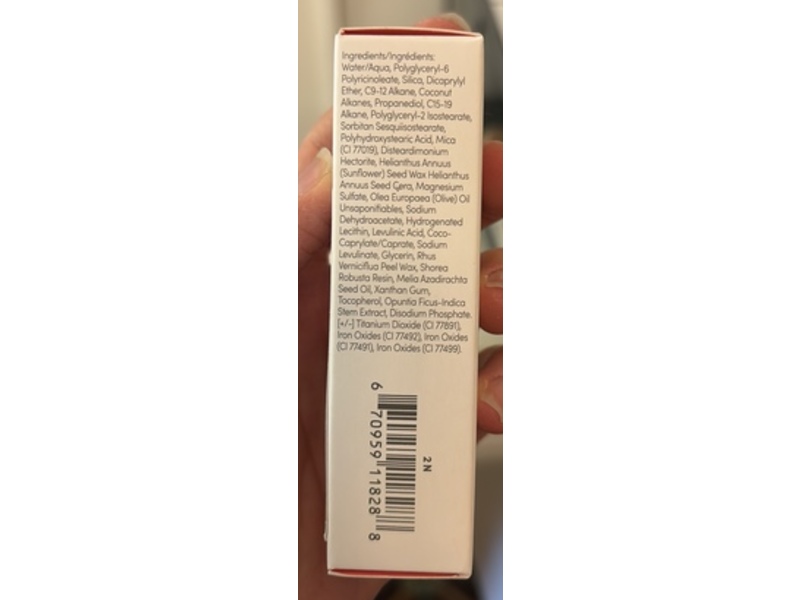 Ingredients/Ingrédients:
Water/Aqua, Polyglyceryl-6
Polyricinoleate, Silica, Dicaprylyl
Ether, C9-12 Alkane, Coconut
Alkanes, Propanediol, C15-19
Alkane, Polyglyceryl-2 Isostearate,
Sorbitan Sesquiisostearate,
Polyhydroxystearic Acid, Mica
(CI 77019), Disteardimonium
Hectorite, Helianthus Annuus
(Sunflower) Seed Wax Helianthus
Annuus Seed Cera, Magnesium
Sulfate, Olea Europaea (Olive) Oil
Unsaponifiables, Sodium
Dehydroacetate, Hydrogenated
Lecithin, Levulinic Acid, Coco-
Caprylate/Caprate, Sodium
Levulinate, Glycerin, Rhus
Verniciflua Peel Wax, Shorea
Robusta Resin, Melia Azadirachta
Seed Oil, Xanthan Gum,
Tocopherol, Opuntia Ficus-Indica
Stem Extract, Disodium Phosphate.
[+/-] Titanium Dioxide (CI 77891),
Iron Oxides (CI 77492), Iron Oxides
(CI 77491), Iron Oxides (CI 77499).
2N
6 70959 11828 8